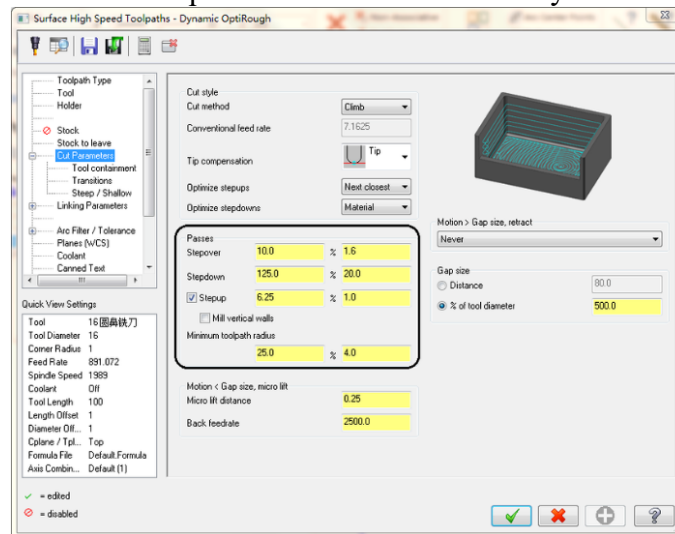 Surface High Speed Toolpaths - Dynamic OptiRough
Toolpath Type
Tool
Holder
Stock
Stock to leave
Cut Parameters
Tool containment
Transitions
Steep / Shallow
Linking Parameters
Arc Filter / Tolerance
Planes (WCS)
Coolant
Canned Text
Quick View Settings
Tool 16圆鼻铣刀
Tool Diameter 16
Corner Radius 1
Feed Rate 891.072
Spindle Speed 1989
Coolant Off
Tool Length 100
Length Offset 1
Diameter Off... 1
Cplane / Tpl... Top
Formula File Default.Formula
Axis Combin... Default (1)
= edited
= disabled
Cut style
Cut method Climb
Conventional feed rate 7.1625
Tip compensation Tip
Optimize stepups Next closest
Optimize stepdowns Material
Passes
Stepover 10.0 % 1.6
Stepdown 125.0 % 20.0
Stepup 6.25 % 1.0
Mill vertical walls
Minimum toolpath radius
25.0 % 4.0
Motion < Gap size, micro lift
Micro lift distance 0.25
Back feedrate 2500.0
Motion > Gap size, retract
Never
Gap size
Distance 80.0
% of tool diameter 500.0